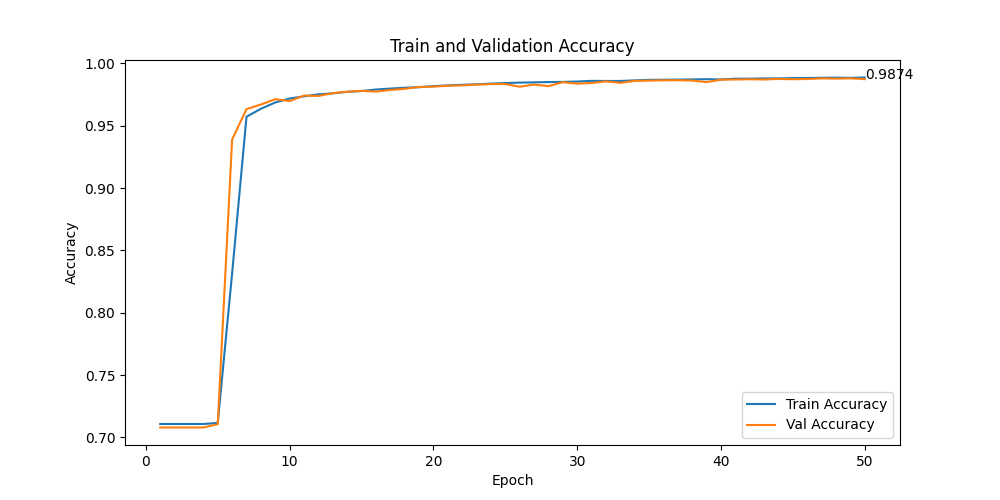 Train and Validation Accuracy
1.00
0.95
0.90
0.85
0.80
0.75
0.70
Accuracy
0.9874
Train Accuracy
Val Accuracy
0 10 20 30 40 50
Epoch